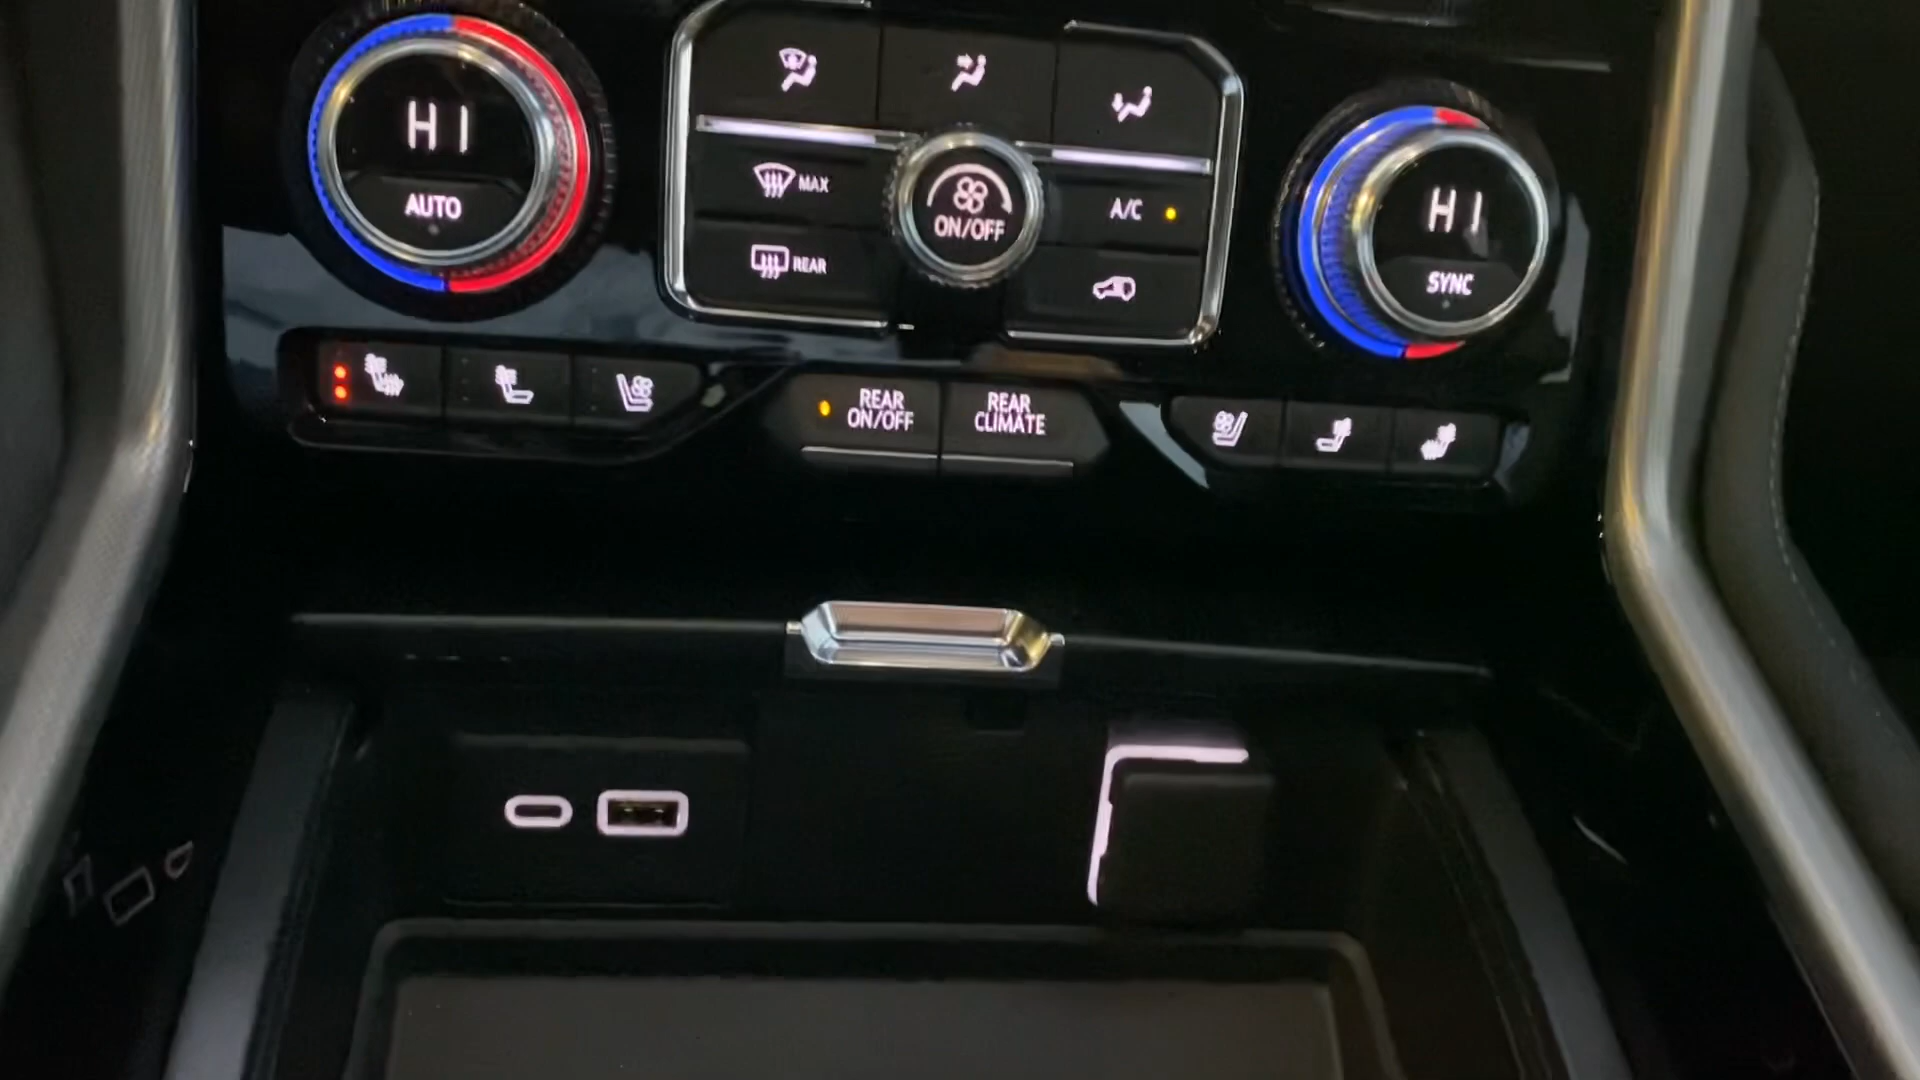 HI
AUTO
MAX
REAR
ON/OFF
A/C
HI
SYNC
REAR
ON/OFF
REAR
CLIMATE